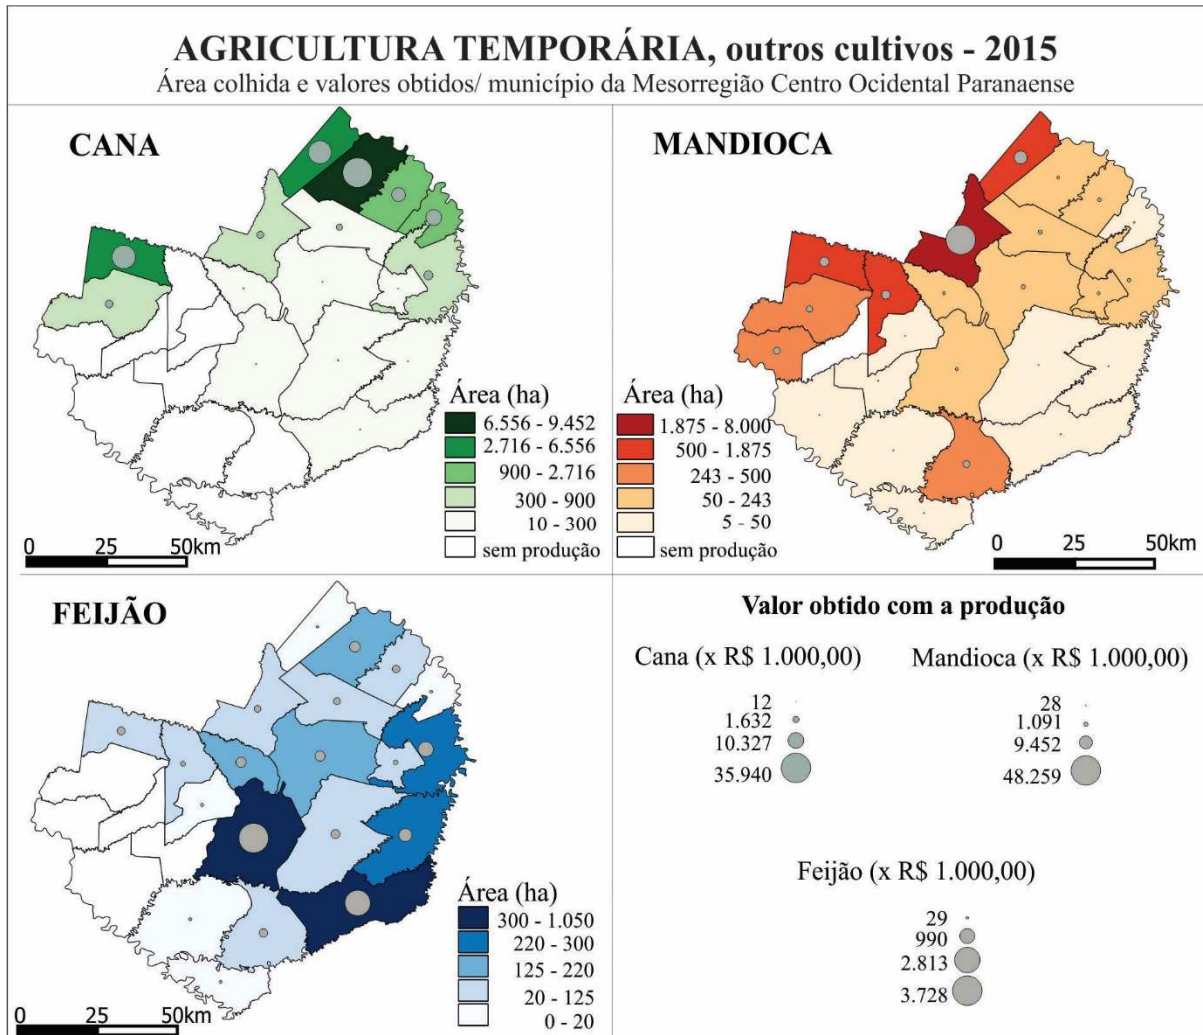 AGRICULTURA TEMPORÁRIA, outros cultivos - 2015
Área colhida e valores obtidos/ município da Mesorregião Centro Ocidental Paranaense
CANA
Área (ha)
6.556 - 9.452
2.716 - 6.556
900 - 2.716
300 - 900
10 - 300
sem produção
0 25 50km
MANDIOCA
Área (ha)
1.875 - 8.000
500 - 1.875
243 - 500
50 - 243
5 - 50
sem produção
0 25 50km
FEIJÃO
Área (ha)
300 - 1.050
220 - 300
125 - 220
20 - 125
0 - 20
0 25 50km
Valor obtido com a produção
Cana (x R$ 1.000,00)
12
1.632
10.327
35.940
Mandioca (x R$ 1.000,00)
28
1.091
9.452
48.259
Feijão (x R$ 1.000,00)
29
990
2.813
3.728